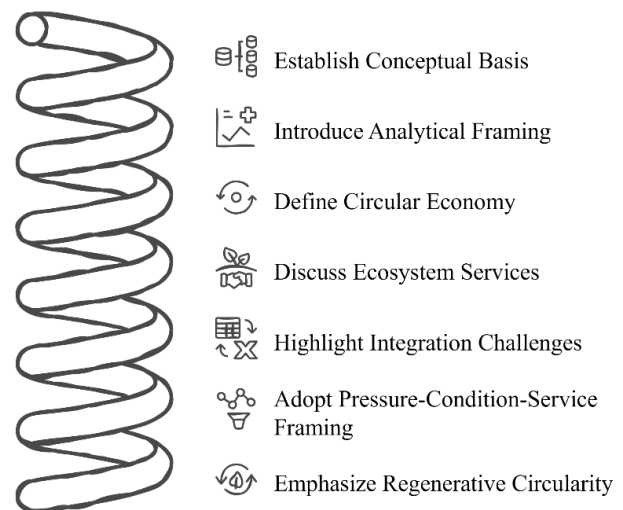 Establish Conceptual Basis
Introduce Analytical Framing
Define Circular Economy
Discuss Ecosystem Services
Highlight Integration Challenges
Adopt Pressure-Condition-Service
Framing
Emphasize Regenerative Circularity